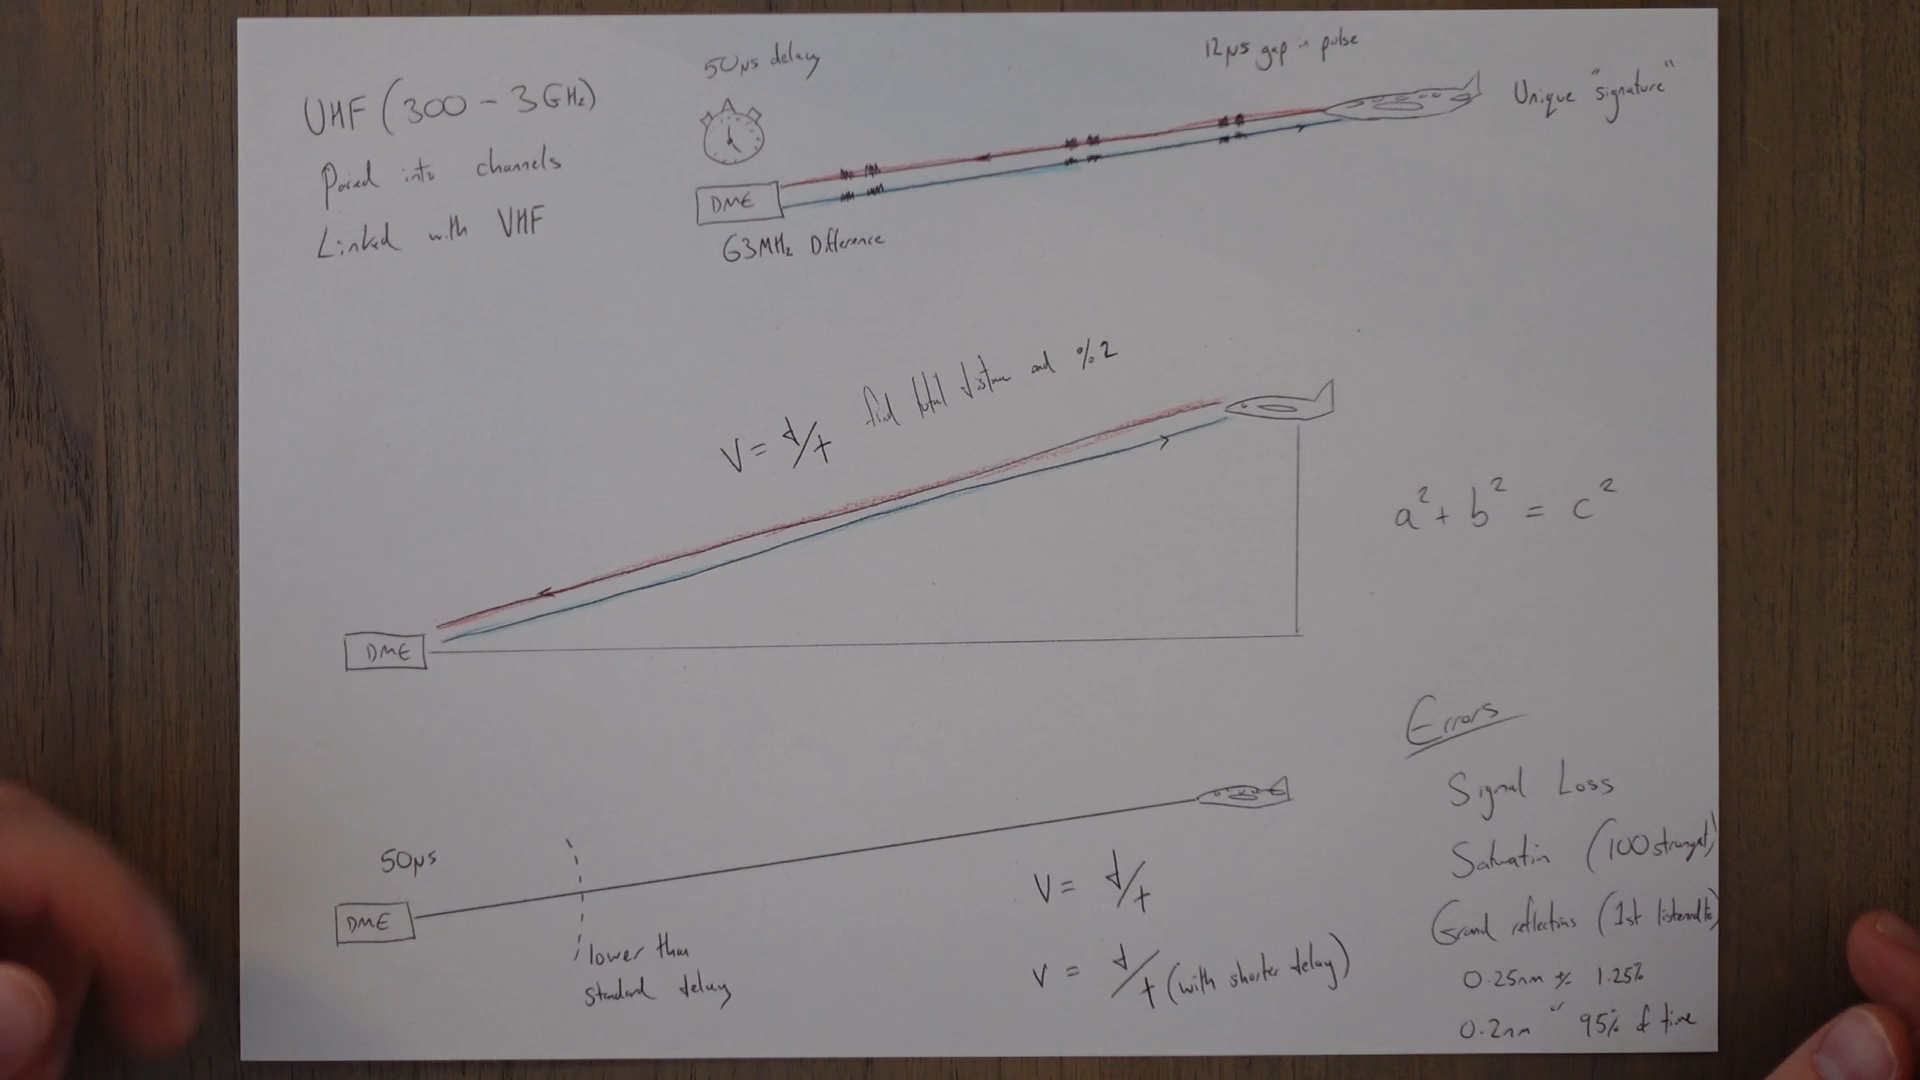 UHF (300 - 3GHz)
Paired into channels
Linked with VHF
50µs delay
12µs gap in pulse
Unique "signature"
DME
63MHz Difference
V = d/t find total distance and % 2
a² + b² = c²
DME
Errors
Signal Loss
Saturation (100 strongest)
Ground reflections (1st listened to)
0.25nm +/- 1.25%
0.2nm or 95% of time
50µs
DME
lower than
standard delay
V = d/t
V = d/t (with shorter delay)